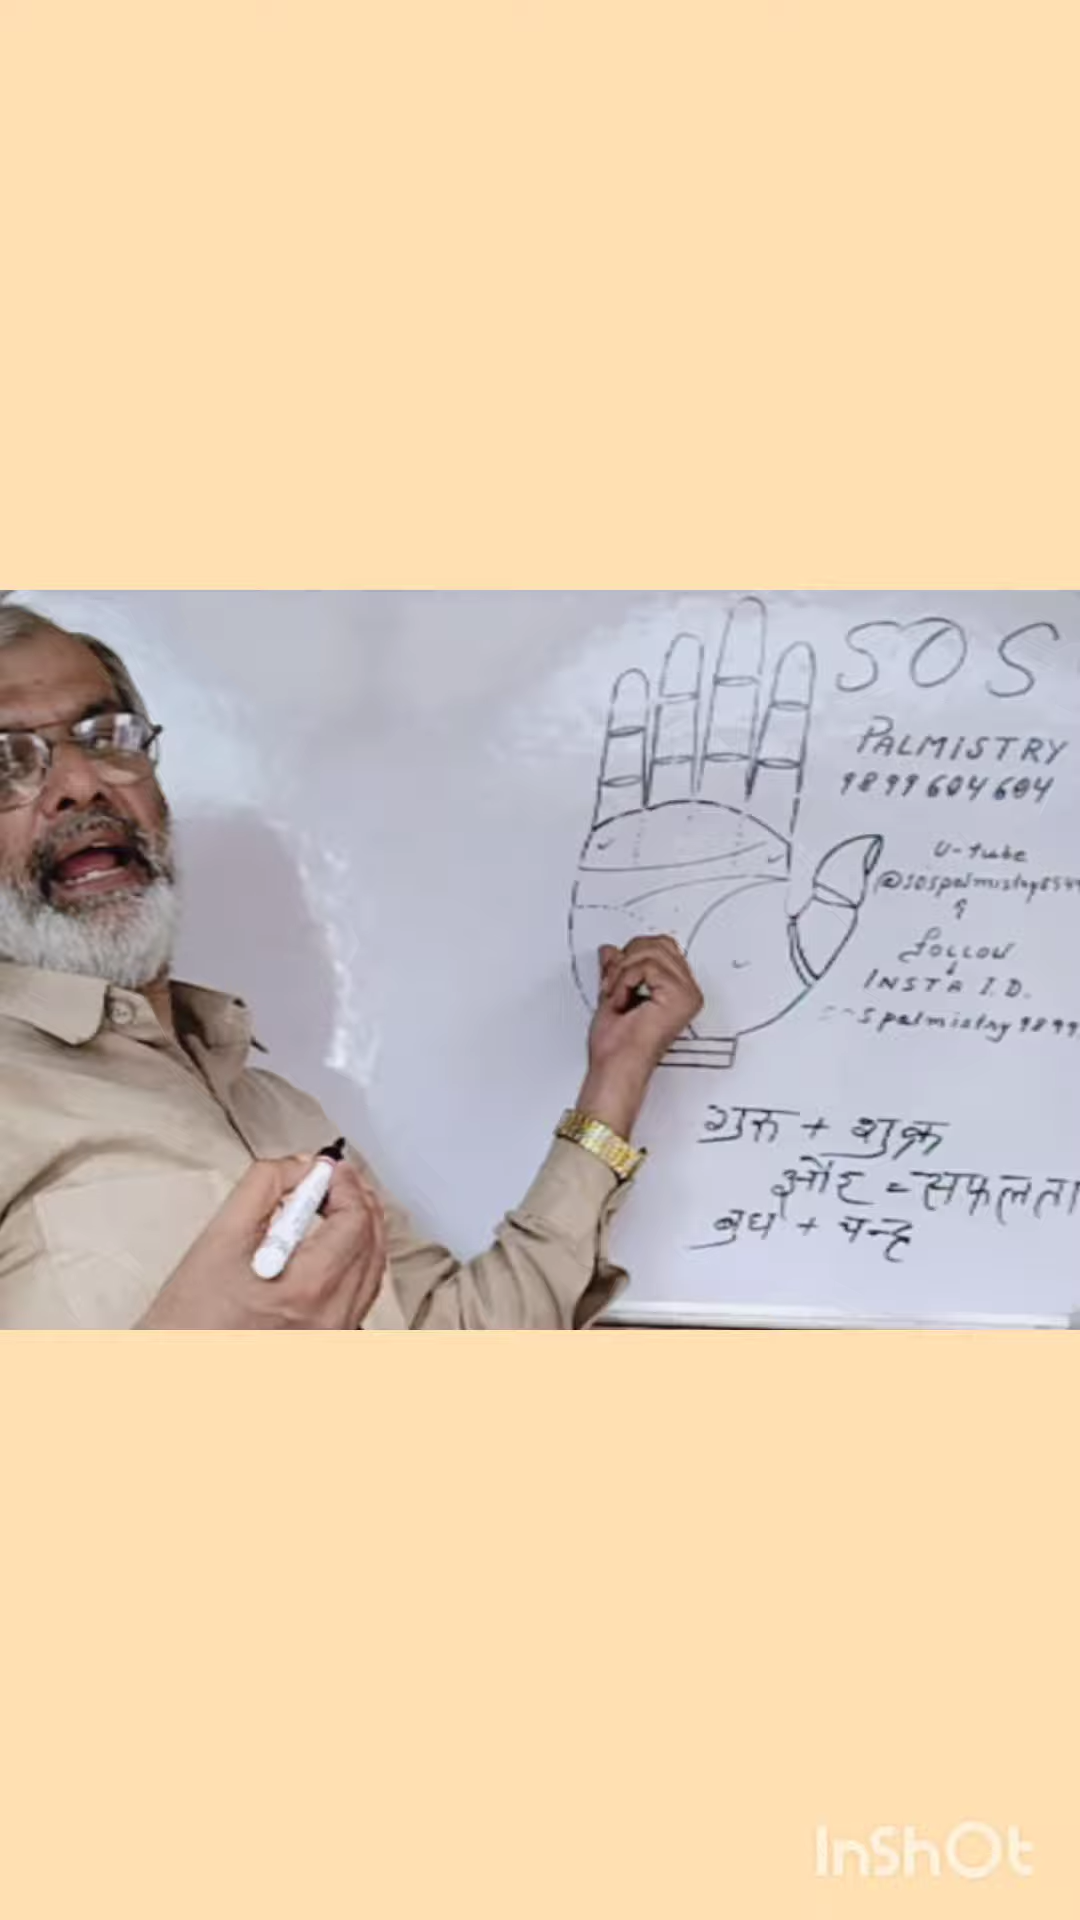 SOS
PALMISTRY
9899604604
U-tube
FOLLOW
INSTA I.D.
गुरु + शुक्र
और = सफलता
बुध + चन्द्र
InShOt